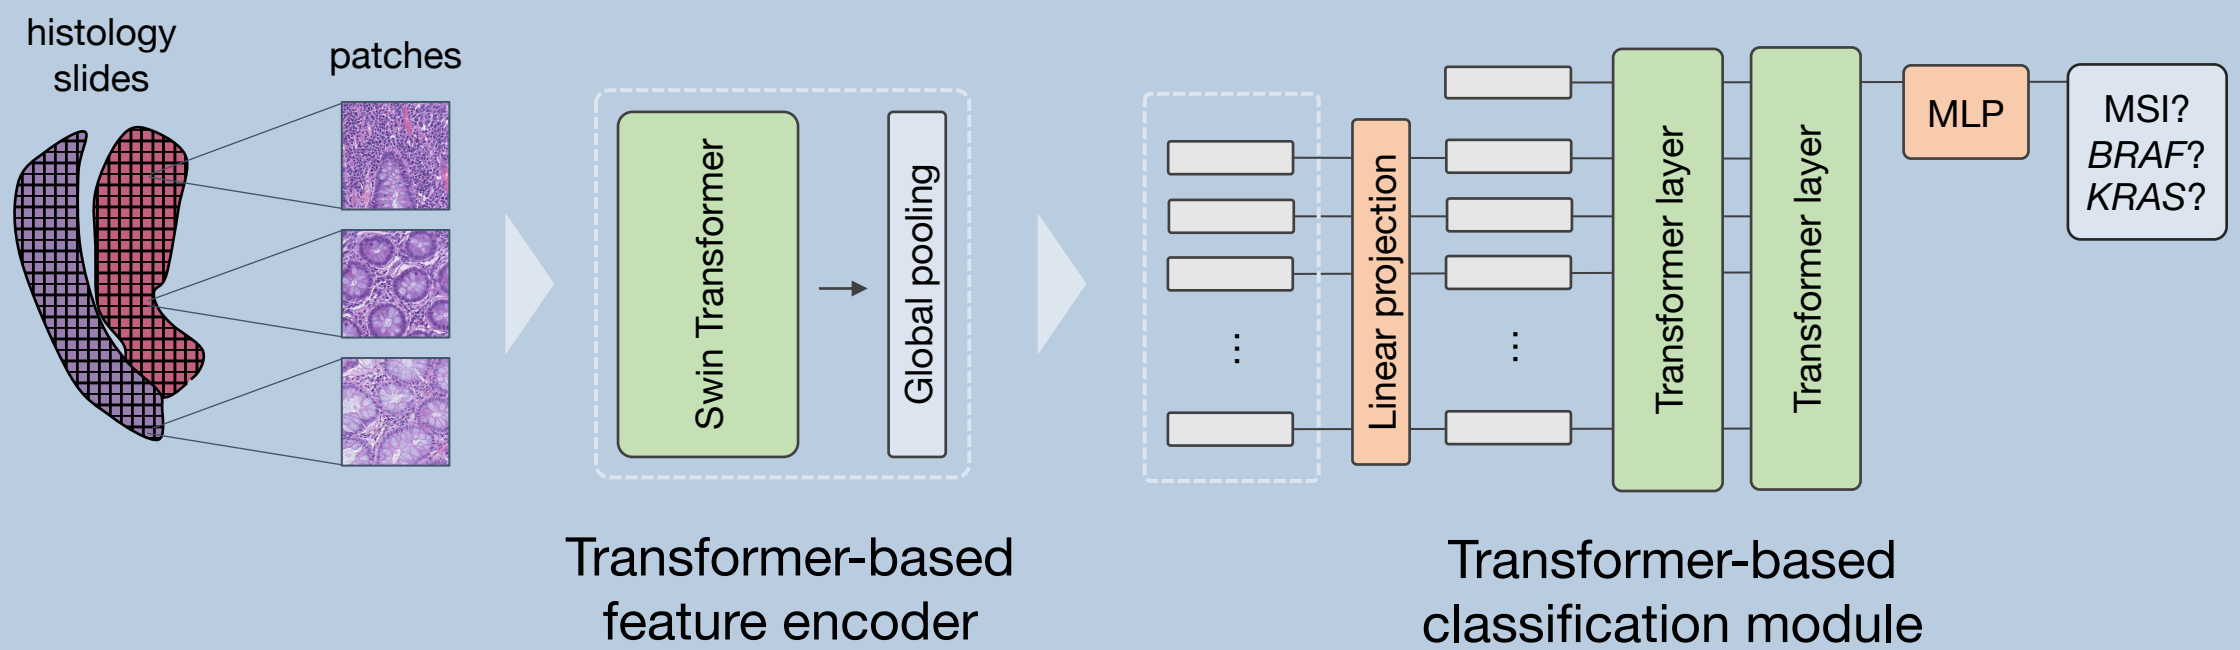 histology
slides
patches
Swin Transformer
Global pooling
Transformer-based
feature encoder
Linear projection
⋮
⋮
Transformer layer
Transformer layer
MLP
MSI?
BRAF?
KRAS?
Transformer-based
classification module